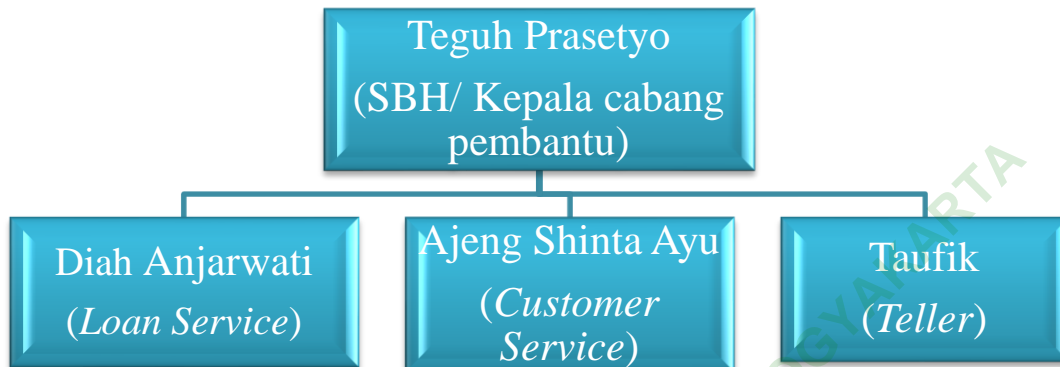 Teguh Prasetyo
(SBH/ Kepala cabang
pembantu)
Diah Anjarwati
(Loan Service)
Ajeng Shinta Ayu
(Customer
Service)
Taufik
(Teller)